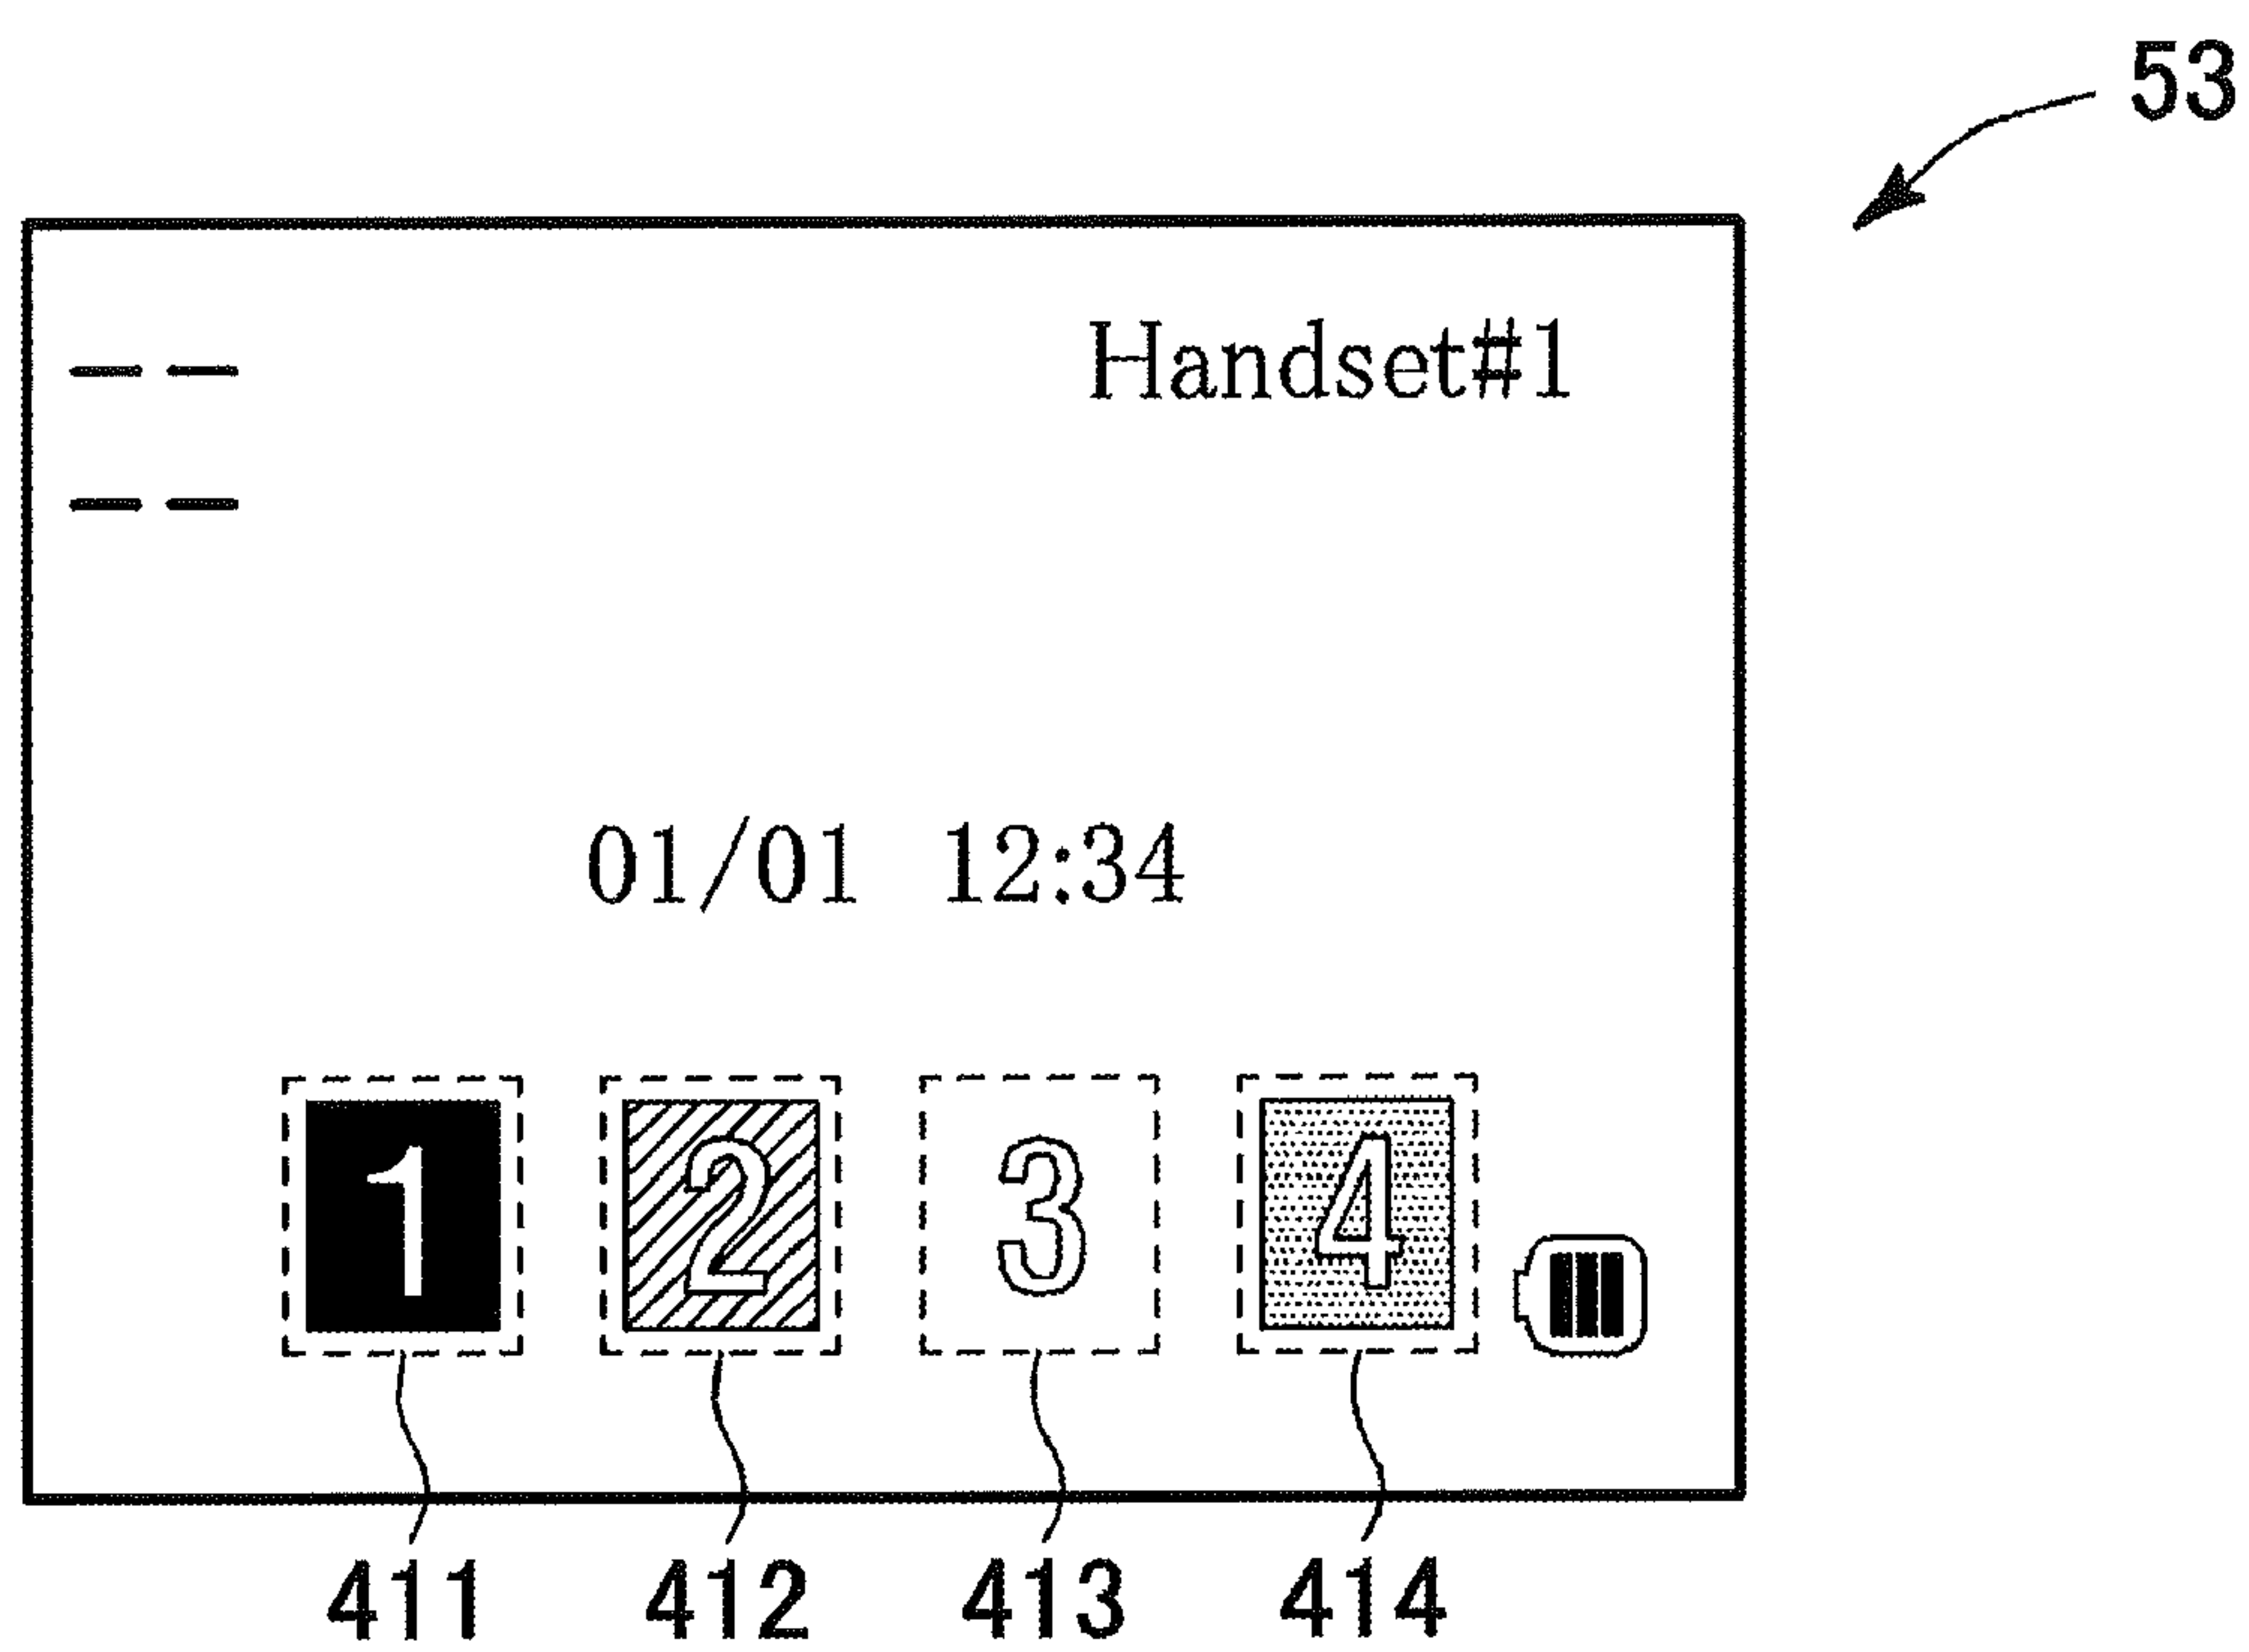 53
Handset#1
— —
— —
01/01 12:34
1 2 3 4
411 412 413 414